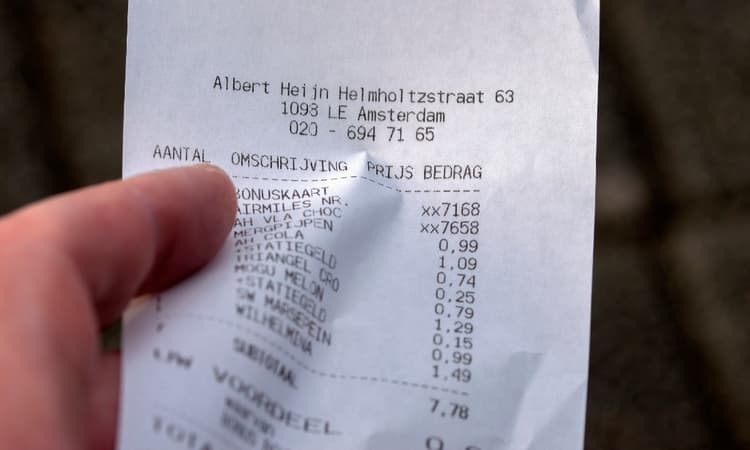 Albert Heijn Helmholtzstraat 63
1098 LE Amsterdam
020 - 694 71 65
AANTAL OMSCHRIJVING PRIJS BEDRAG
BONUSKAART xx7168
AIRMILES NR. xx7658
AH VLA CHOC 0,99
MERGPIJPEN 1,09
AH COLA 0,74
+STATIEGELD 0,25
TRIANGEL CRO 0,79
MOGU MELON 1,29
+STATIEGELD 0,15
SW MARSEPEIN 0,99
WILHELMINA 1,49
SUBTOTAAL 7,78
VOORDEEL